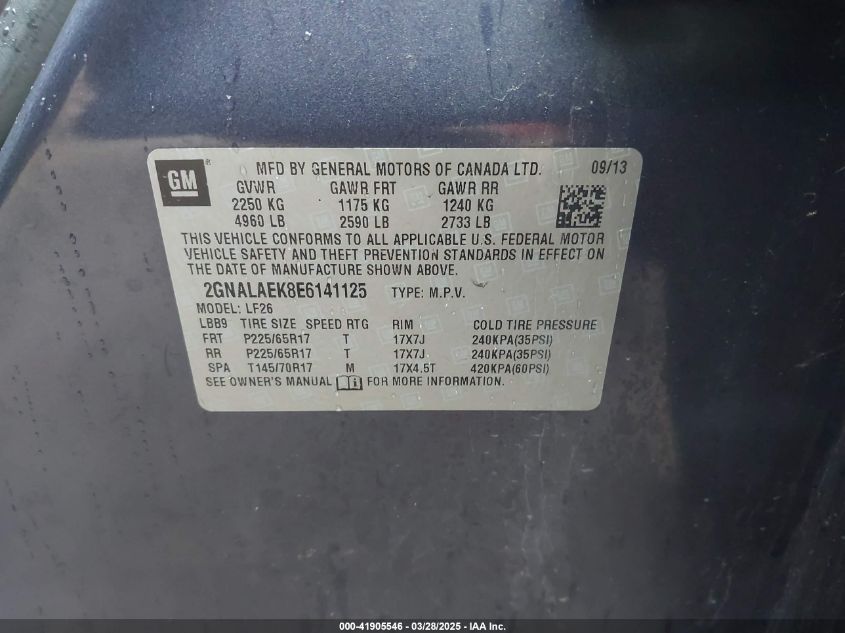 GM ® MFD BY GENERAL MOTORS OF CANADA LTD. 09/13
GVWR GAWR FRT GAWR RR
2250 KG 1175 KG 1240 KG
4960 LB 2590 LB 2733 LB
THIS VEHICLE CONFORMS TO ALL APPLICABLE U.S. FEDERAL MOTOR
VEHICLE SAFETY AND THEFT PREVENTION STANDARDS IN EFFECT ON
THE DATE OF MANUFACTURE SHOWN ABOVE.
2GNALAEK8E6141125 TYPE: M.P.V.
MODEL: LF26
LBB9 TIRE SIZE SPEED RTG RIM COLD TIRE PRESSURE
FRT P225/65R17 T 17X7J 240KPA(35PSI)
RR P225/65R17 T 17X7J 240KPA(35PSI)
SPA T145/70R17 M 17X4.5T 420KPA(60PSI)
SEE OWNER'S MANUAL FOR MORE INFORMATION.
000-41905546 — 03/28/2025 - IAA Inc.